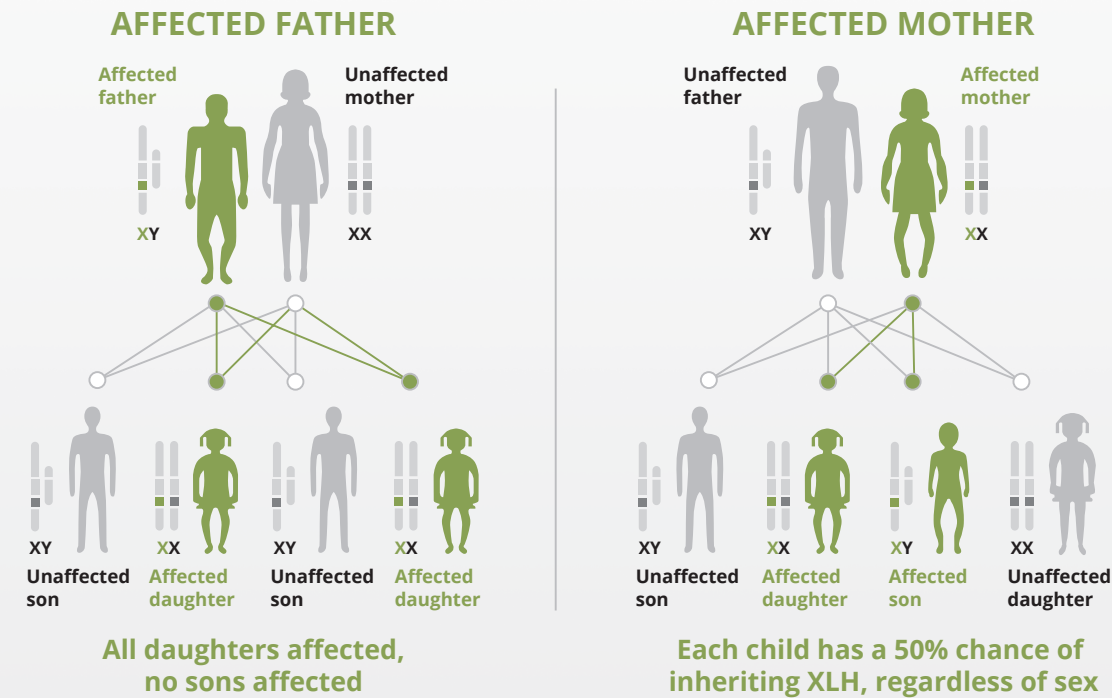 AFFECTED FATHER
Affected
father
Unaffected
mother
XY
XX
XY
Unaffected
son
XX
Affected
daughter
XY
Unaffected
son
XX
Affected
daughter
All daughters affected,
no sons affected
AFFECTED MOTHER
Unaffected
father
Affected
mother
XY
XX
XY
Unaffected
son
XX
Affected
daughter
XY
Affected
son
XX
Unaffected
daughter
Each child has a 50% chance of
inheriting XLH, regardless of sex